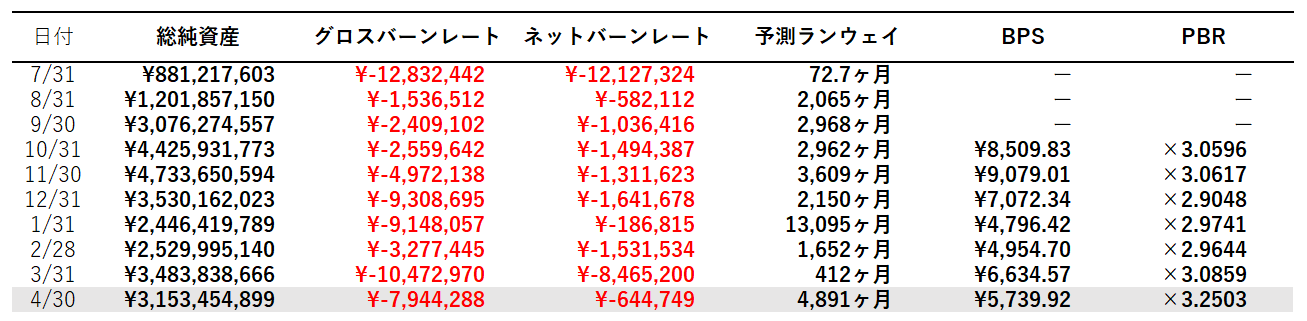 日付 総純資産 グロスバーンレート ネットバーンレート 予測ランウェイ BPS PBR
7/31 ¥881,217,603 ¥-12,832,442 ¥-12,127,324 72.7ヶ月 — —
8/31 ¥1,201,857,150 ¥-1,536,512 ¥-582,112 2,065ヶ月 — —
9/30 ¥3,076,274,557 ¥-2,409,102 ¥-1,036,416 2,968ヶ月 — —
10/31 ¥4,425,931,773 ¥-2,559,642 ¥-1,494,387 2,962ヶ月 ¥8,509.83 ×3.0596
11/30 ¥4,733,650,594 ¥-4,972,138 ¥-1,311,623 3,609ヶ月 ¥9,079.01 ×3.0617
12/31 ¥3,530,162,023 ¥-9,308,695 ¥-1,641,678 2,150ヶ月 ¥7,072.34 ×2.9048
1/31 ¥2,446,419,789 ¥-9,148,057 ¥-186,815 13,095ヶ月 ¥4,796.42 ×2.9741
2/28 ¥2,529,995,140 ¥-3,277,445 ¥-1,531,534 1,652ヶ月 ¥4,954.70 ×2.9644
3/31 ¥3,483,838,666 ¥-10,472,970 ¥-8,465,200 412ヶ月 ¥6,634.57 ×3.0859
4/30 ¥3,153,454,899 ¥-7,944,288 ¥-644,749 4,891ヶ月 ¥5,739.92 ×3.2503